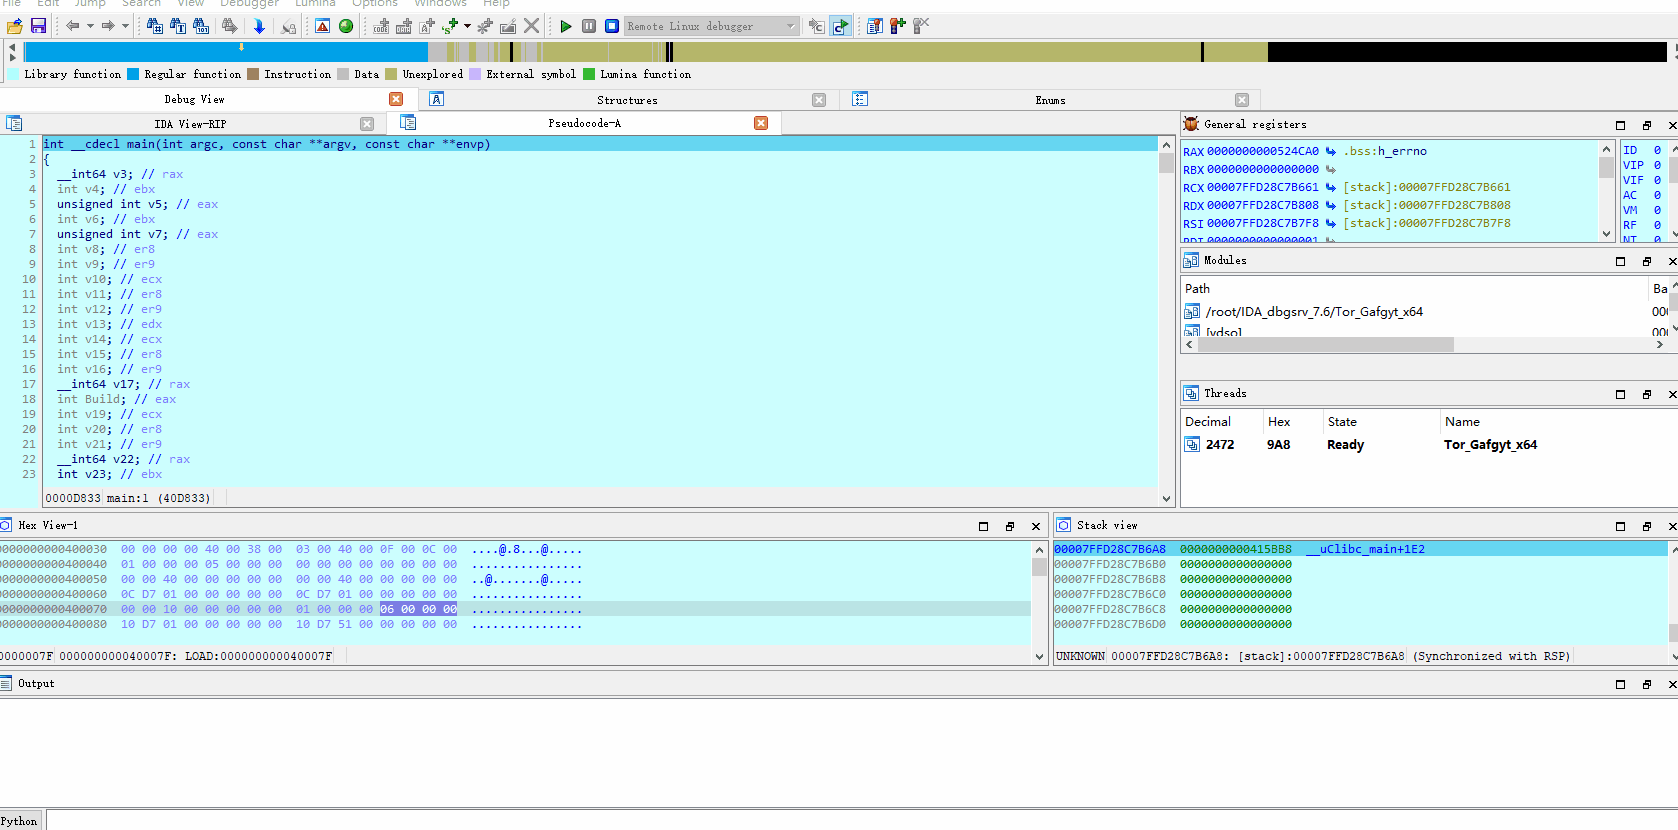 File Edit Jump Search View Debugger Lumina Options Windows Help
Remote Linux debugger
Library function Regular function Instruction Data Unexplored External symbol Lumina function
Debug View Structures Enums
IDA View-RIP Pseudocode-A
1 int __cdecl main(int argc, const char **argv, const char **envp)
2 {
3 __int64 v3; // rax
4 int v4; // ebx
5 unsigned int v5; // eax
6 int v6; // ebx
7 unsigned int v7; // eax
8 int v8; // er8
9 int v9; // er9
10 int v10; // ecx
11 int v11; // er8
12 int v12; // er9
13 int v13; // edx
14 int v14; // ecx
15 int v15; // er8
16 int v16; // er9
17 __int64 v17; // rax
18 int Build; // eax
19 int v19; // ecx
20 int v20; // er8
21 int v21; // er9
22 __int64 v22; // rax
23 int v23; // ebx
0000D833 main:1 (40D833)
General registers
RAX 0000000000524CA0 .bss:h_errno
RBX 0000000000000000
RCX 00007FFD28C7B661 [stack]:00007FFD28C7B661
RDX 00007FFD28C7B808 [stack]:00007FFD28C7B808
RSI 00007FFD28C7B7F8 [stack]:00007FFD28C7B7F8
RDI 0000000000000001
ID 0
VIP 0
VIF 0
AC 0
VM 0
RF 0
NT 0
Modules
Path Ba
/root/IDA_dbgsrv_7.6/Tor_Gafgyt_x64 00
[vdso] 00
Threads
Decimal Hex State Name
2472 9A8 Ready Tor_Gafgyt_x64
Hex View-1
0000000000400030 00 00 00 00 40 00 38 00 03 00 40 00 0F 00 0C 00 ....@.8...@.....
0000000000400040 01 00 00 00 05 00 00 00 00 00 00 00 00 00 00 00 ................
0000000000400050 00 00 40 00 00 00 00 00 00 00 40 00 00 00 00 00 ..@.......@.....
0000000000400060 0C D7 01 00 00 00 00 00 0C D7 01 00 00 00 00 00 ................
0000000000400070 00 00 10 00 00 00 00 00 01 00 00 00 06 00 00 00 ................
0000000000400080 10 D7 01 00 00 00 00 00 10 D7 51 00 00 00 00 00 ................
0000007F 000000000040007F: LOAD:000000000040007F
Stack view
00007FFD28C7B6A8 0000000000415BB8 __uClibc_main+1E2
00007FFD28C7B6B0 0000000000000000
00007FFD28C7B6B8 0000000000000000
00007FFD28C7B6C0 0000000000000000
00007FFD28C7B6C8 0000000000000000
00007FFD28C7B6D0 0000000000000000
UNKNOWN 00007FFD28C7B6A8: [stack]:00007FFD28C7B6A8 (Synchronized with RSP)
Output
Python